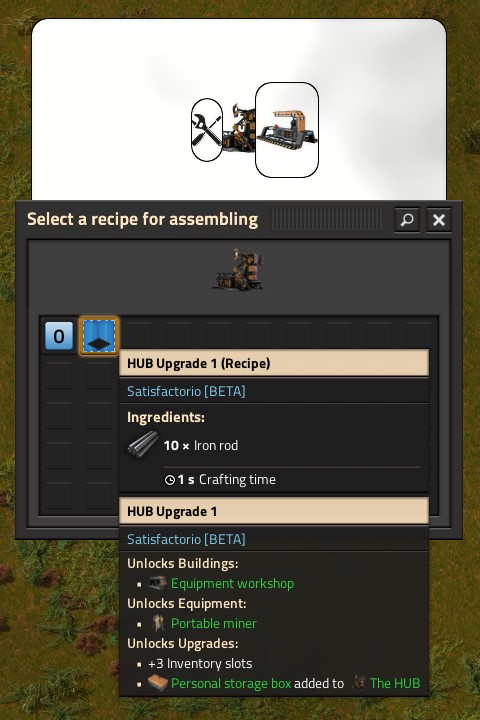 Select a recipe for assembling
0
HUB Upgrade 1 (Recipe)
Satisfactorio [BETA]
Ingredients:
10 × Iron rod
1 s Crafting time
HUB Upgrade 1
Satisfactorio [BETA]
Unlocks Buildings:
▪ Equipment workshop
Unlocks Equipment:
▪ Portable miner
Unlocks Upgrades:
▪ +3 Inventory slots
▪ Personal storage box added to The HUB